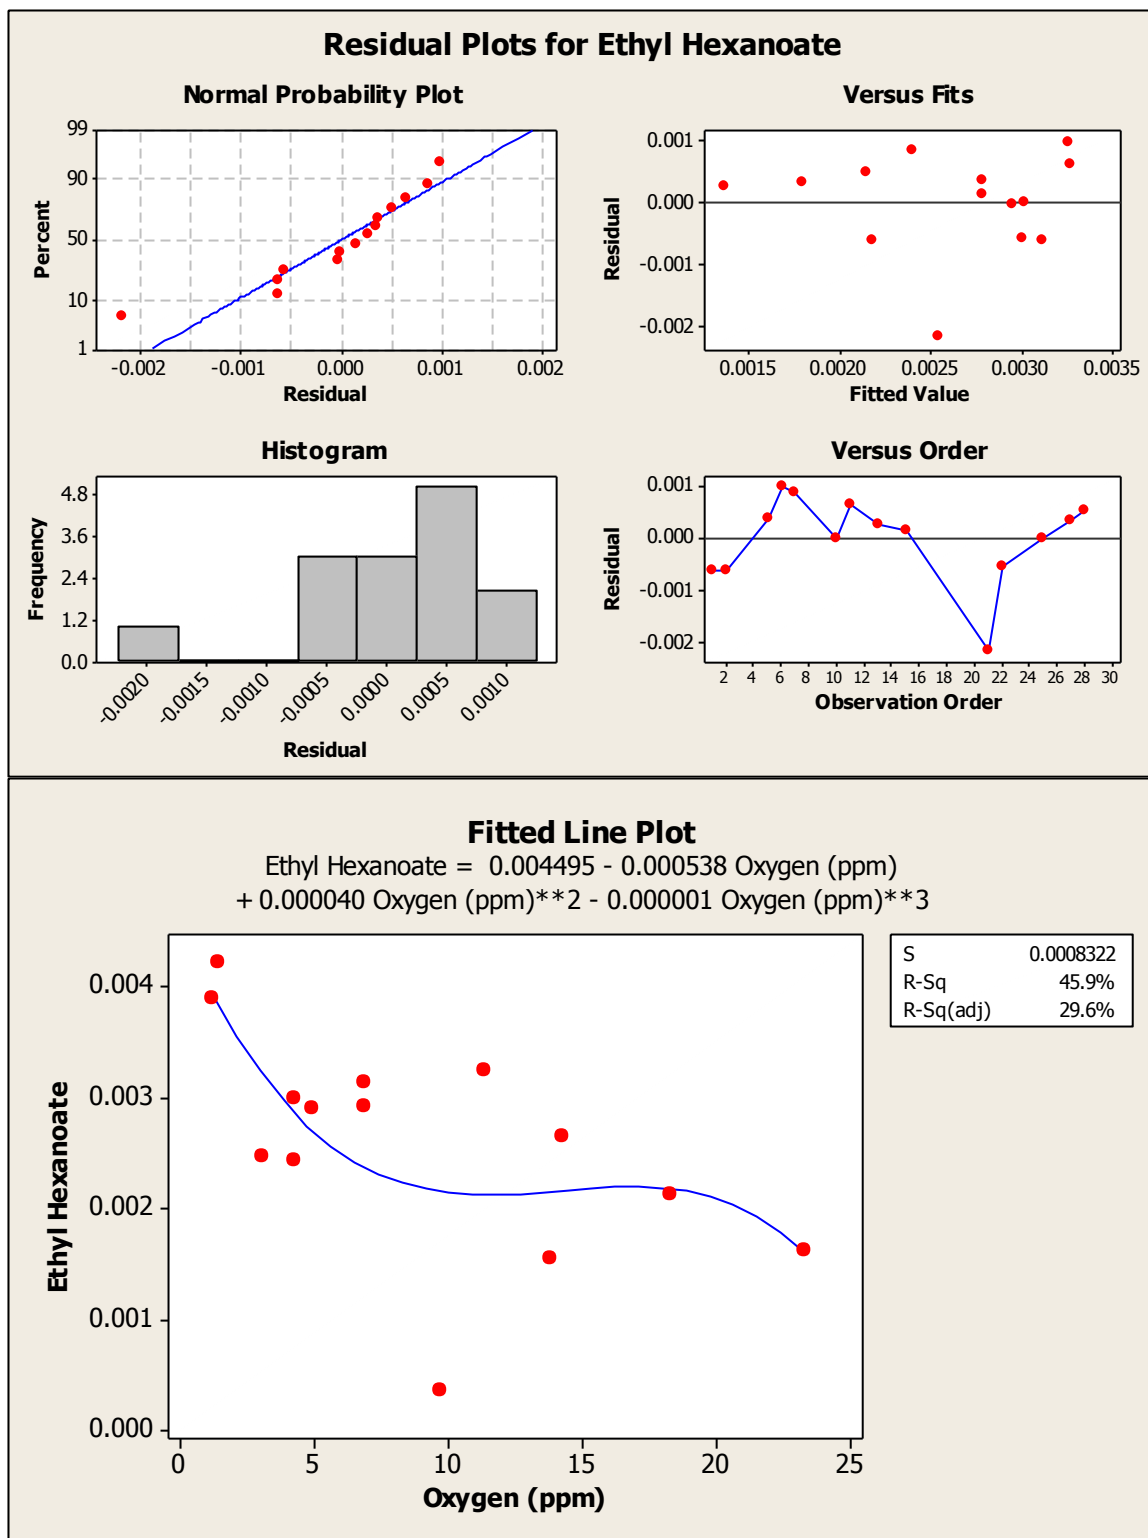 Residual Plots for Ethyl Hexanoate
Normal Probability Plot
99
90
50
10
1
Percent
-0.002 -0.001 0.000 0.001 0.002
Residual
Versus Fits
0.001
0.000
-0.001
-0.002
Residual
0.0015 0.0020 0.0025 0.0030 0.0035
Fitted Value
Histogram
4.8
3.6
2.4
1.2
0.0
Frequency
-0.0020 -0.0015 -0.0010 -0.0005 0.0000 0.0005 0.0010
Residual
Versus Order
0.001
0.000
-0.001
-0.002
Residual
2 4 6 8 10 12 14 16 18 20 22 24 26 28 30
Observation Order
Fitted Line Plot
Ethyl Hexanoate = 0.004495 - 0.000538 Oxygen (ppm)
+ 0.000040 Oxygen (ppm)**2 - 0.000001 Oxygen (ppm)**3
S 0.0008322
R-Sq 45.9%
R-Sq(adj) 29.6%
0.004
0.003
0.002
0.001
0.000
Ethyl Hexanoate
0 5 10 15 20 25
Oxygen (ppm)